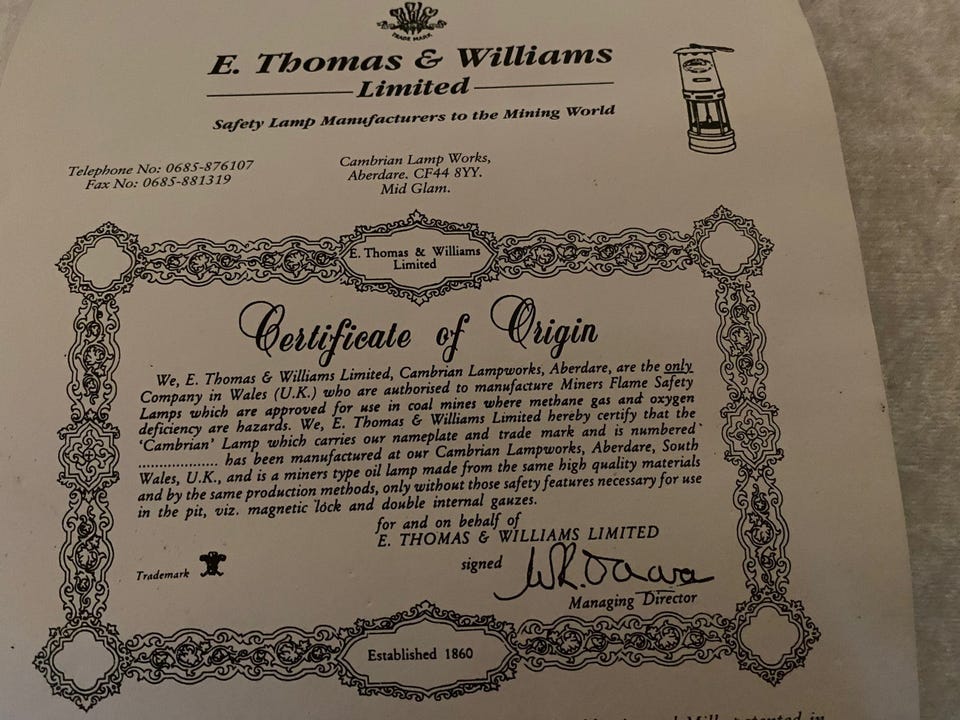 TRADE MARK
E. Thomas & Williams
Limited
Safety Lamp Manufacturers to the Mining World
Telephone No: 0685-876107
Fax No: 0685-881319
Cambrian Lamp Works,
Aberdare. CF44 8YY.
Mid Glam.
E. Thomas & Williams
Limited
Certificate of Origin
We, E. Thomas & Williams Limited, Cambrian Lampworks, Aberdare, are the only
Company in Wales (U.K.) who are authorised to manufacture Miners Flame Safety
Lamps which are approved for use in coal mines where methane gas and oxygen
deficiency are hazards. We, E. Thomas & Williams Limited hereby certify that the
'Cambrian' Lamp which carries our nameplate and trade mark and is numbered
.................. has been manufactured at our Cambrian Lampworks, Aberdare, South
Wales, U.K., and is a miners type oil lamp made from the same high quality materials
and by the same production methods, only without those safety features necessary for use
in the pit, viz. magnetic lock and double internal gauzes.
for and on behalf of
E. THOMAS & WILLIAMS LIMITED
Trademark
signed
Managing Director
Established 1860
patented in